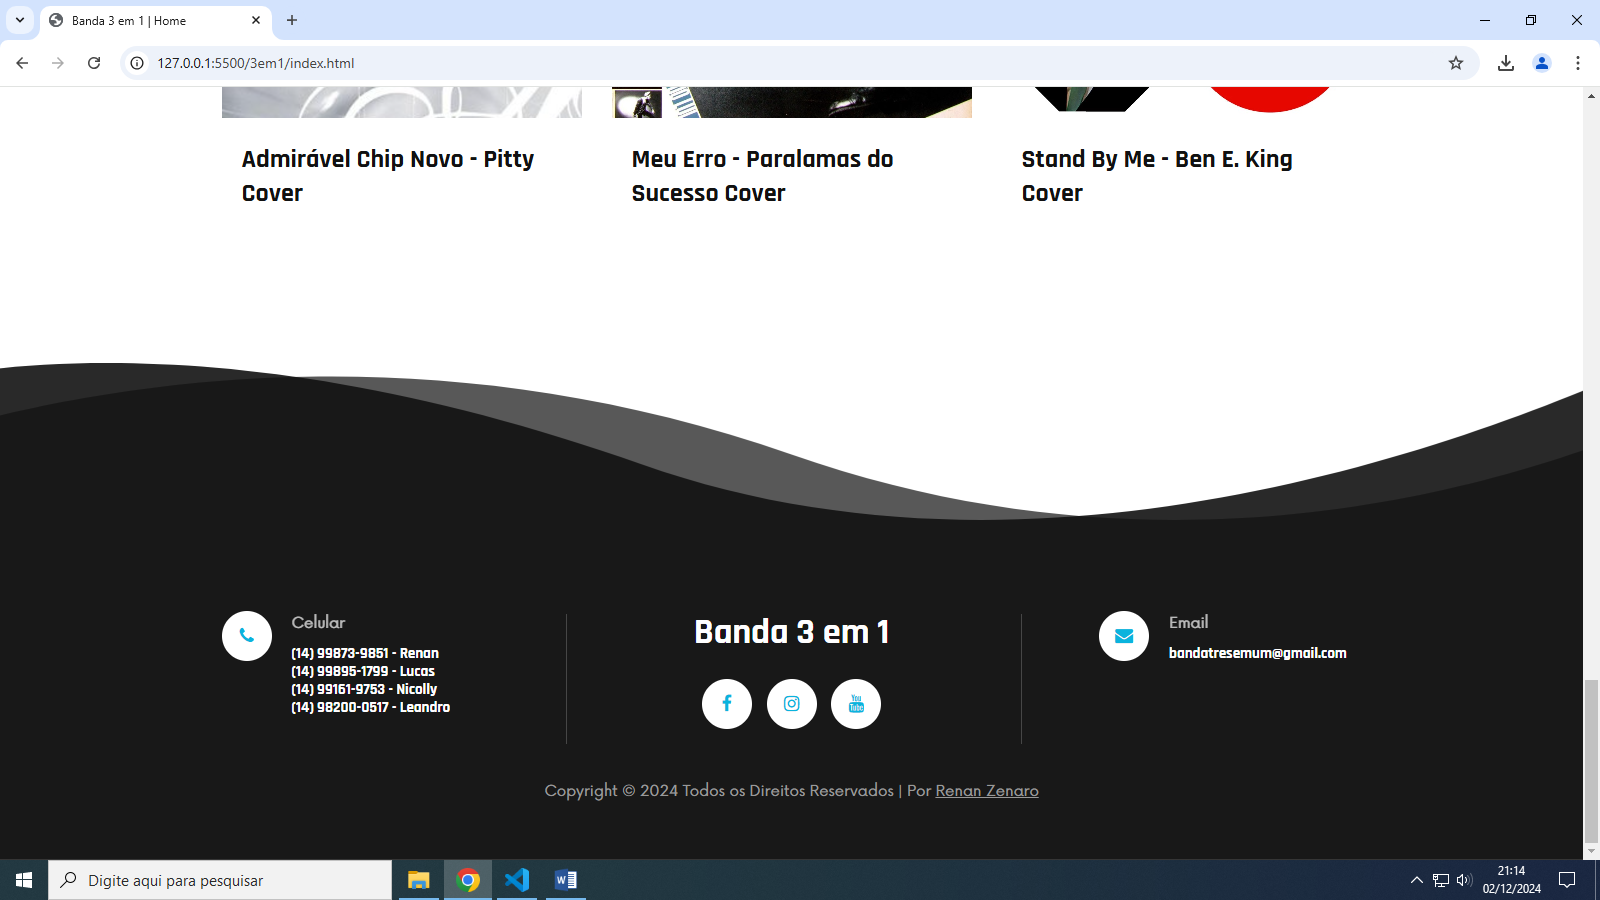 Banda 3 em 1 | Home
127.0.0.1:5500/3em1/index.html
Admirável Chip Novo - Pitty
Cover
Meu Erro - Paralamas do
Sucesso Cover
Stand By Me - Ben E. King
Cover
Celular
(14) 99873-9851 - Renan
(14) 99895-1799 - Lucas
(14) 99161-9753 - Nicolly
(14) 98200-0517 - Leandro
Banda 3 em 1
You
Tube
Email
bandatresemum@gmail.com
Copyright © 2024 Todos os Direitos Reservados | Por Renan Zenaro
Digite aqui para pesquisar
W
21:14
02/12/2024